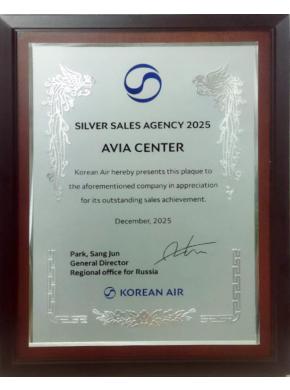 SILVER SALES AGENCY 2025
AVIA CENTER
Korean Air hereby presents this plaque to
the aforementioned company in appreciation
for its outstanding sales achievement.
December, 2025
Park, Sang Jun
General Director
Regional office for Russia
KOREAN AIR